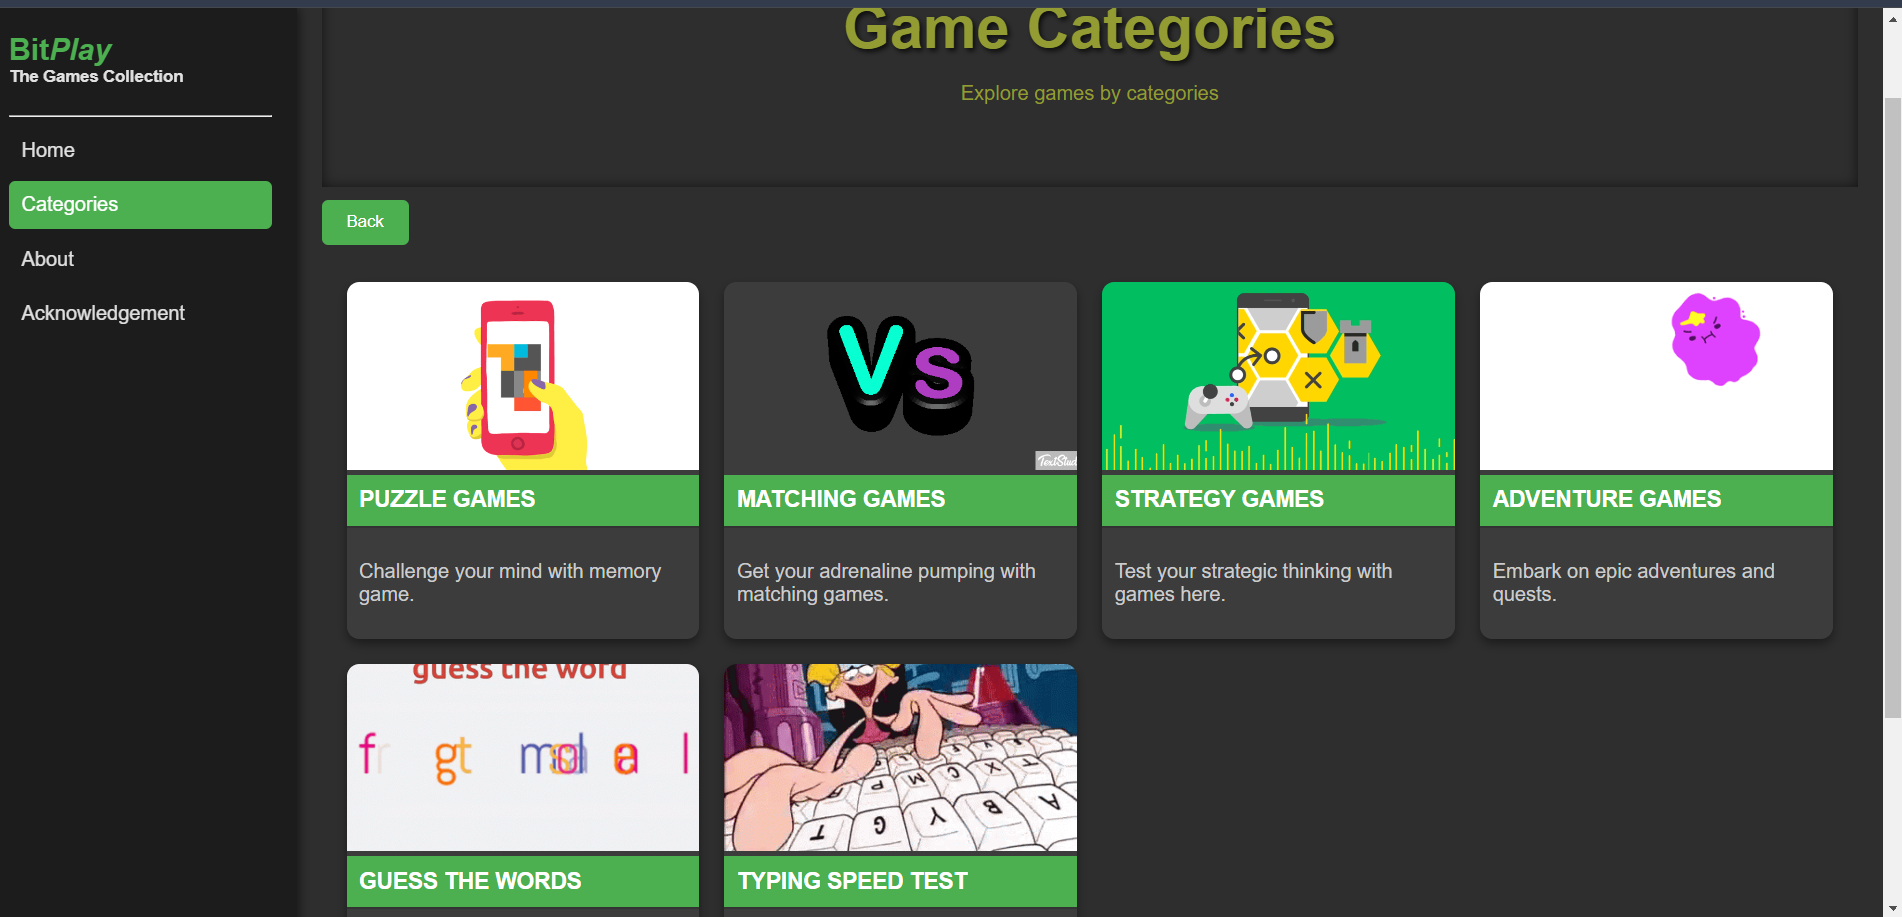 Game Categories
Explore games by categories
BitPlay
The Games Collection
Home
Categories
About
Acknowledgement
Back
Vs
TextStud
PUZZLE GAMES
MATCHING GAMES
STRATEGY GAMES
ADVENTURE GAMES
Challenge your mind with memory
game.
Get your adrenaline pumping with
matching games.
Test your strategic thinking with
games here.
Embark on epic adventures and
quests.
guess the word
GUESS THE WORDS
TYPING SPEED TEST